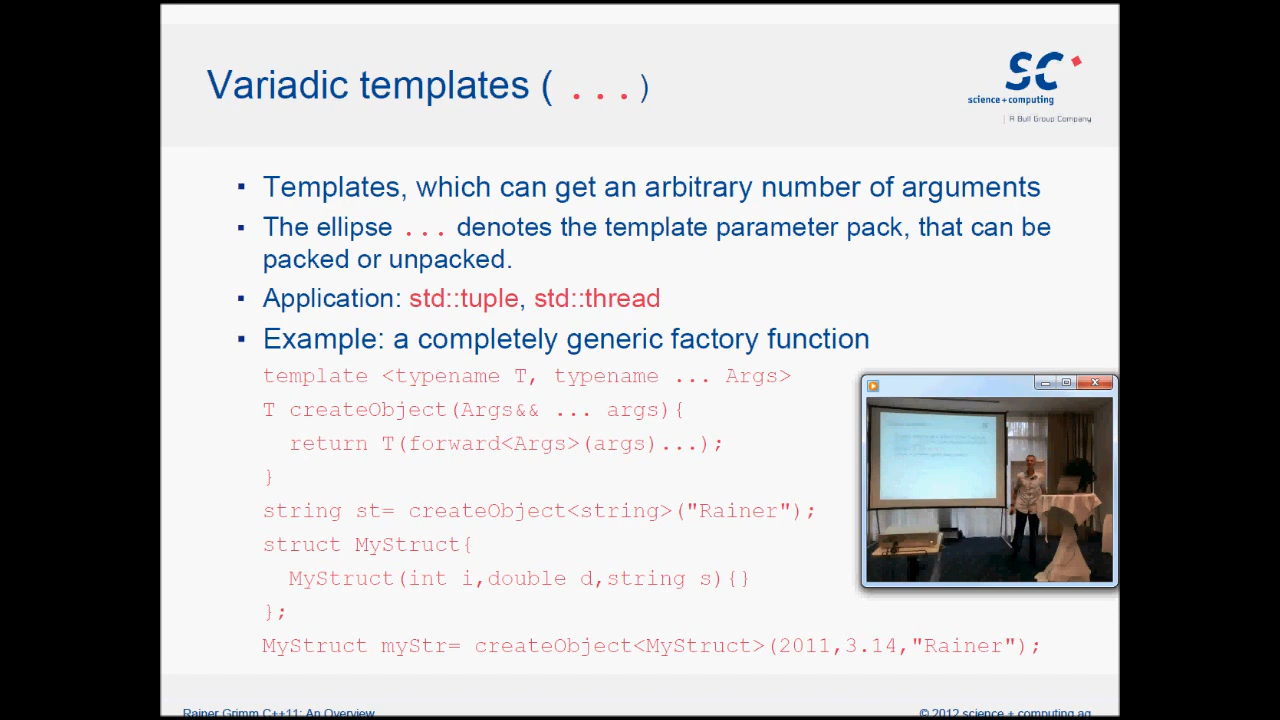 Variadic templates ( ...)
SC
science + computing
A Bull Group Company
▪ Templates, which can get an arbitrary number of arguments
▪ The ellipse ... denotes the template parameter pack, that can be
packed or unpacked.
▪ Application: std::tuple, std::thread
▪ Example: a completely generic factory function
template <typename T, typename ... Args>
T createObject(Args&& ... args){
return T(forward<Args>(args)...);
}
string st= createObject<string>("Rainer");
struct MyStruct{
MyStruct(int i,double d,string s){}
};
MyStruct myStr= createObject<MyStruct>(2011,3.14,"Rainer");
Rainer Grimm C++11: An Overview
© 2012 science + computing ag